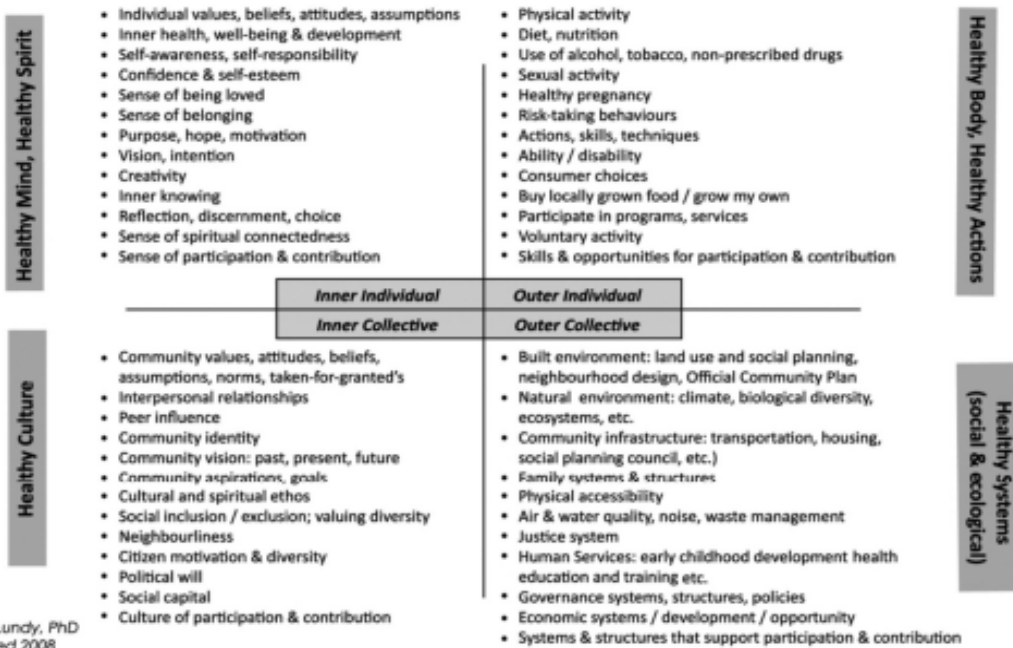 Healthy Mind, Healthy Spirit
• Individual values, beliefs, attitudes, assumptions
• Inner health, well-being & development
• Self-awareness, self-responsibility
• Confidence & self-esteem
• Sense of being loved
• Sense of belonging
• Purpose, hope, motivation
• Vision, intention
• Creativity
• Inner knowing
• Reflection, discernment, choice
• Sense of spiritual connectedness
• Sense of participation & contribution
• Physical activity
• Diet, nutrition
• Use of alcohol, tobacco, non-prescribed drugs
• Sexual activity
• Healthy pregnancy
• Risk-taking behaviours
• Actions, skills, techniques
• Ability / disability
• Consumer choices
• Buy locally grown food / grow my own
• Participate in programs, services
• Voluntary activity
• Skills & opportunities for participation & contribution
Healthy Body, Healthy Actions
Inner Individual
Outer Individual
Inner Collective
Outer Collective
Healthy Culture
• Community values, attitudes, beliefs,
assumptions, norms, taken-for-granted's
• Interpersonal relationships
• Peer influence
• Community identity
• Community vision: past, present, future
• Community aspirations, goals
• Cultural and spiritual ethos
• Social inclusion / exclusion; valuing diversity
• Neighbourliness
• Citizen motivation & diversity
• Political will
• Social capital
• Culture of participation & contribution
• Built environment: land use and social planning,
neighbourhood design, Official Community Plan
• Natural environment: climate, biological diversity,
ecosystems, etc.
• Community infrastructure: transportation, housing,
social planning council, etc.)
• Family systems & structures
• Physical accessibility
• Air & water quality, noise, waste management
• Justice system
• Human Services: early childhood development health
education and training etc.
• Governance systems, structures, policies
• Economic systems / development / opportunity
• Systems & structures that support participation & contribution
Healthy Systems
(social & ecological)
undy, PhD
ed 2008